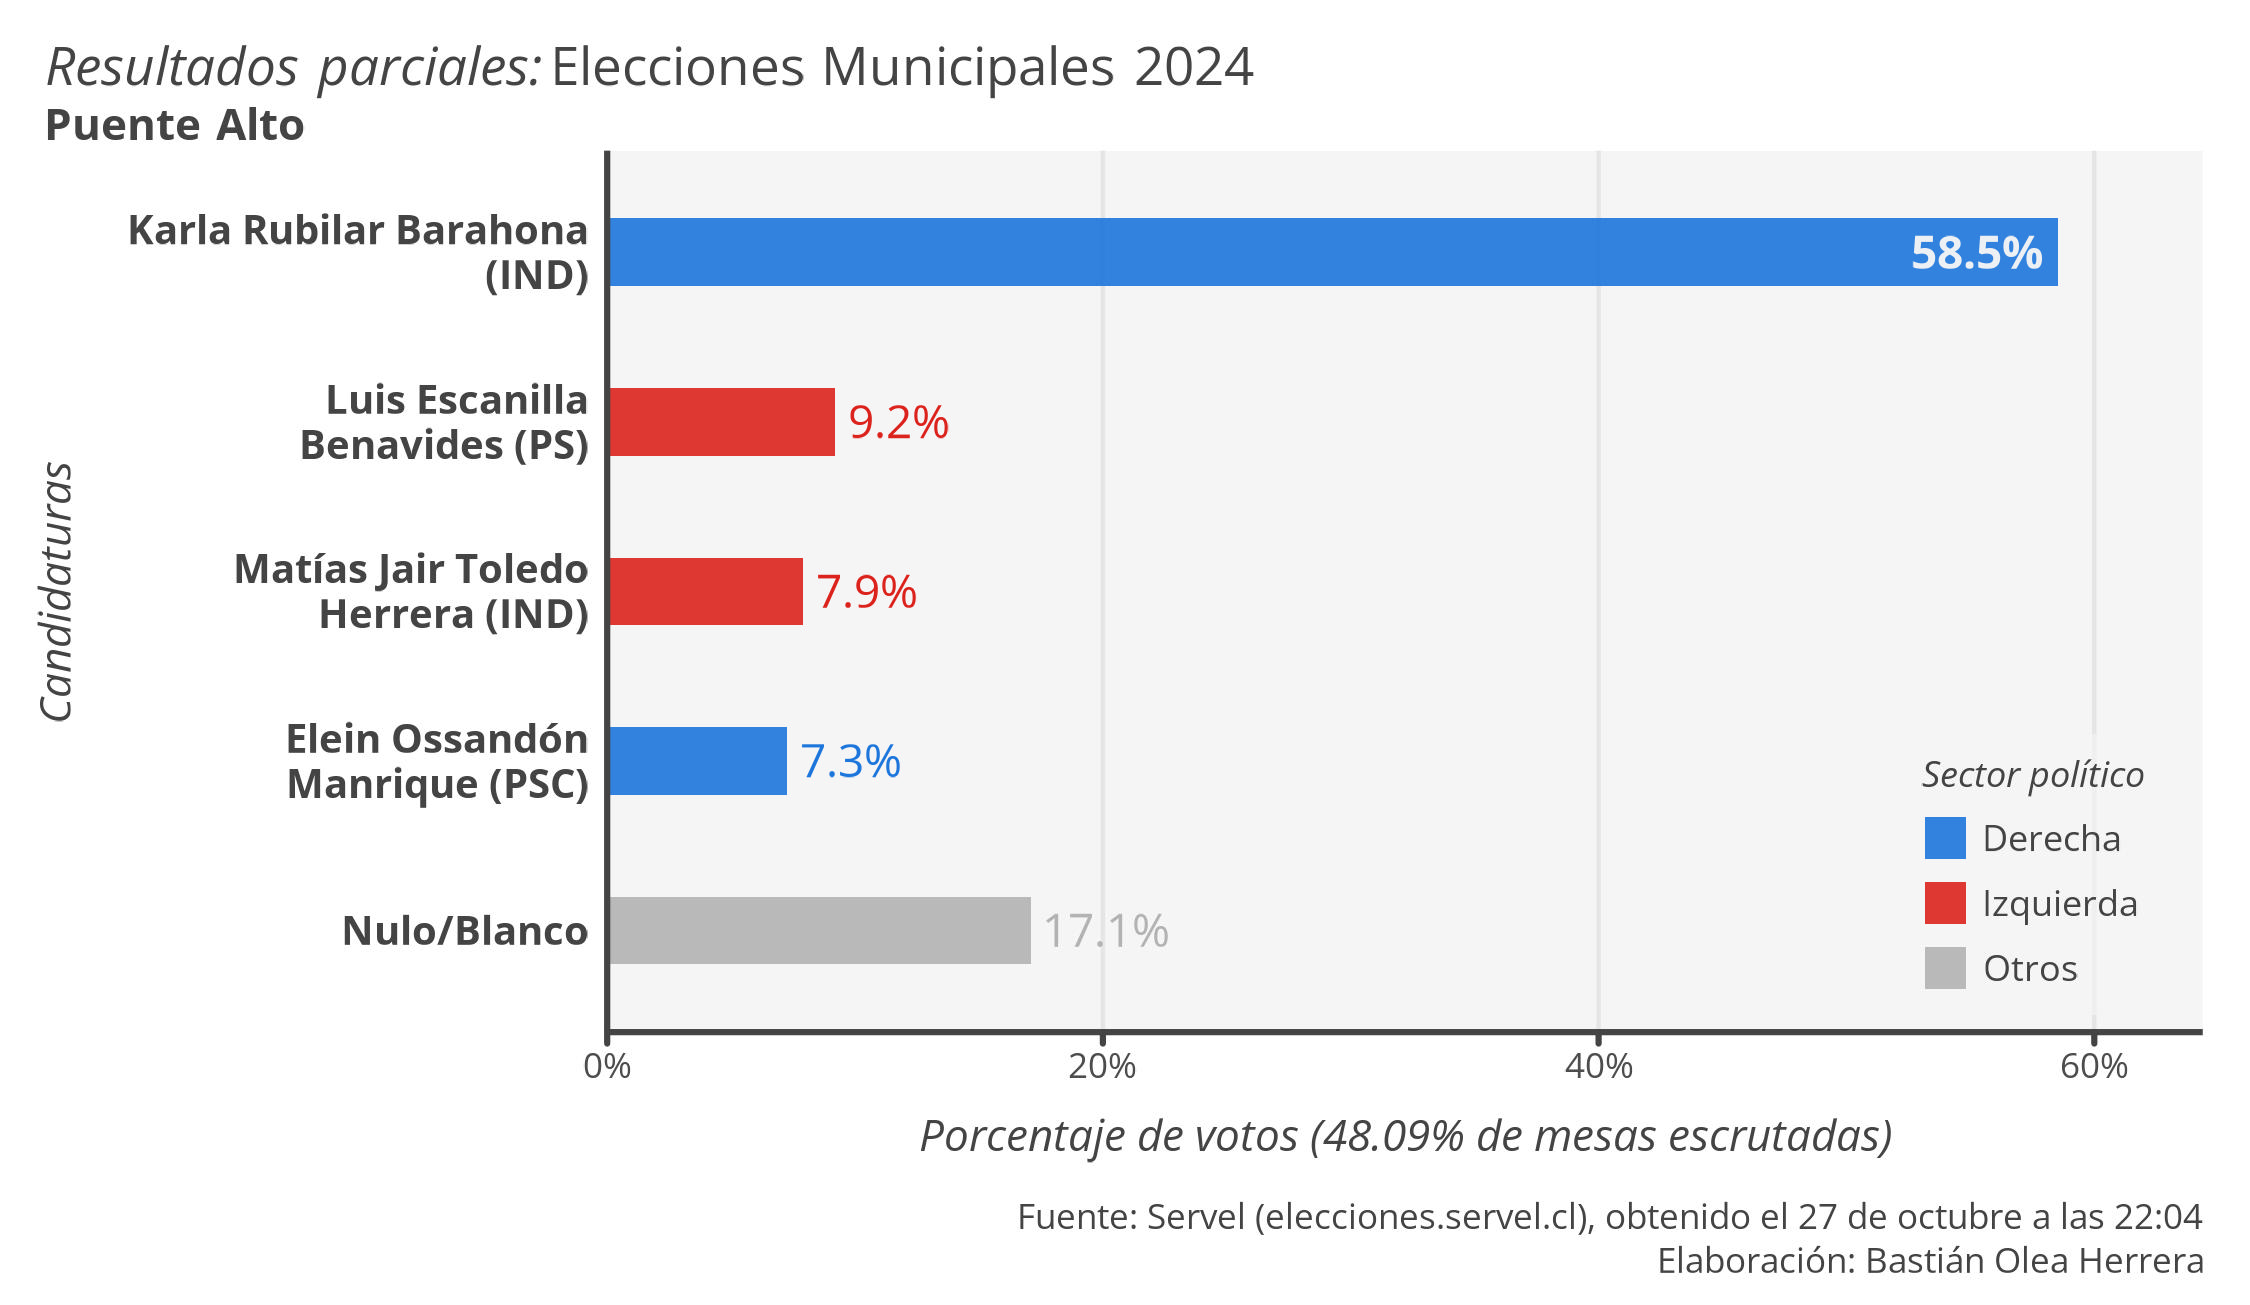 Resultados parciales: Elecciones Municipales 2024
Puente Alto
Candidaturas
Karla Rubilar Barahona
(IND)
58.5%
Luis Escanilla
Benavides (PS)
9.2%
Matías Jair Toledo
Herrera (IND)
7.9%
Elein Ossandón
Manrique (PSC)
7.3%
Nulo/Blanco
17.1%
Sector político
Derecha
Izquierda
Otros
0% 20% 40% 60%
Porcentaje de votos (48.09% de mesas escrutadas)
Fuente: Servel (elecciones.servel.cl), obtenido el 27 de octubre a las 22:04
Elaboración: Bastián Olea Herrera